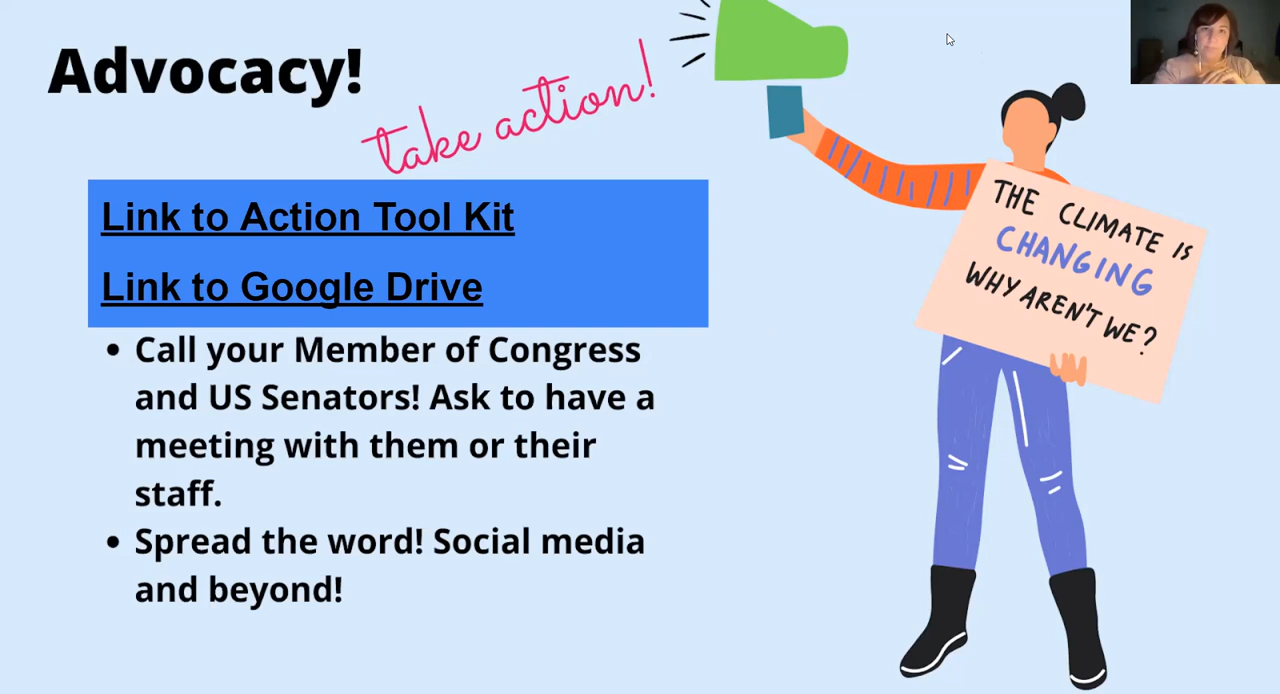 Advocacy!
take action!
Link to Action Tool Kit
Link to Google Drive
• Call your Member of Congress
and US Senators! Ask to have a
meeting with them or their
staff.
• Spread the word! Social media
and beyond!
THE CLIMATE IS
CHANGING
WHY AREN'T WE?